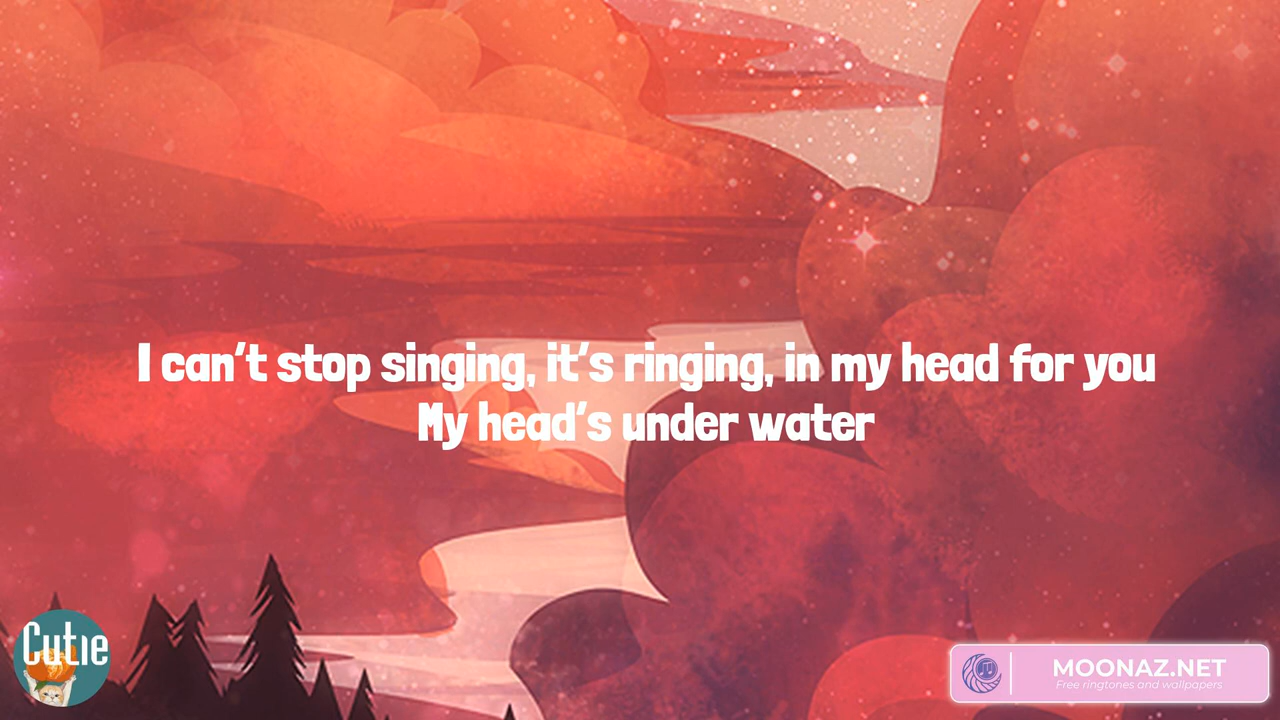 I can't stop singing, it's ringing, in my head for you
My head's under water
Cutie
MOONAZ.NET
Free ringtones and wallpapers